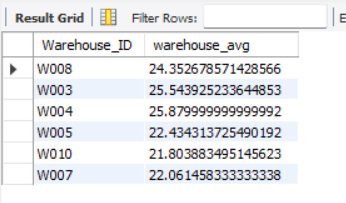 Result Grid Filter Rows:
Warehouse_ID warehouse_avg
W008 24.352678571428566
W003 25.543925233644853
W004 25.879999999999992
W005 22.434313725490192
W010 21.803883495145623
W007 22.061458333333338